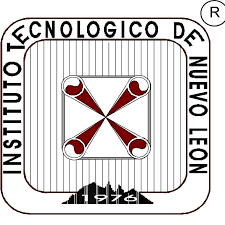 INSTITUTO TECNOLOGICO DE NUEVO LEON
R
1976